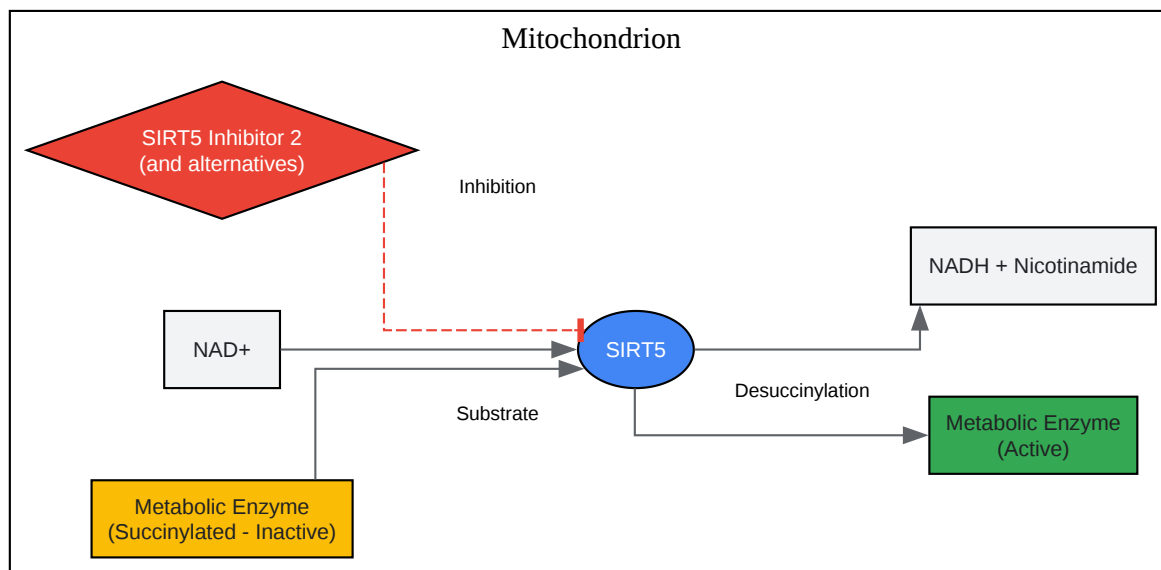 Mitochondrion
SIRT5 Inhibitor 2
(and alternatives)
Inhibition
NADH + Nicotinamide
NAD+
SIRT5
Desuccinylation
Substrate
Metabolic Enzyme
(Active)
Metabolic Enzyme
(Succinylated - Inactive)